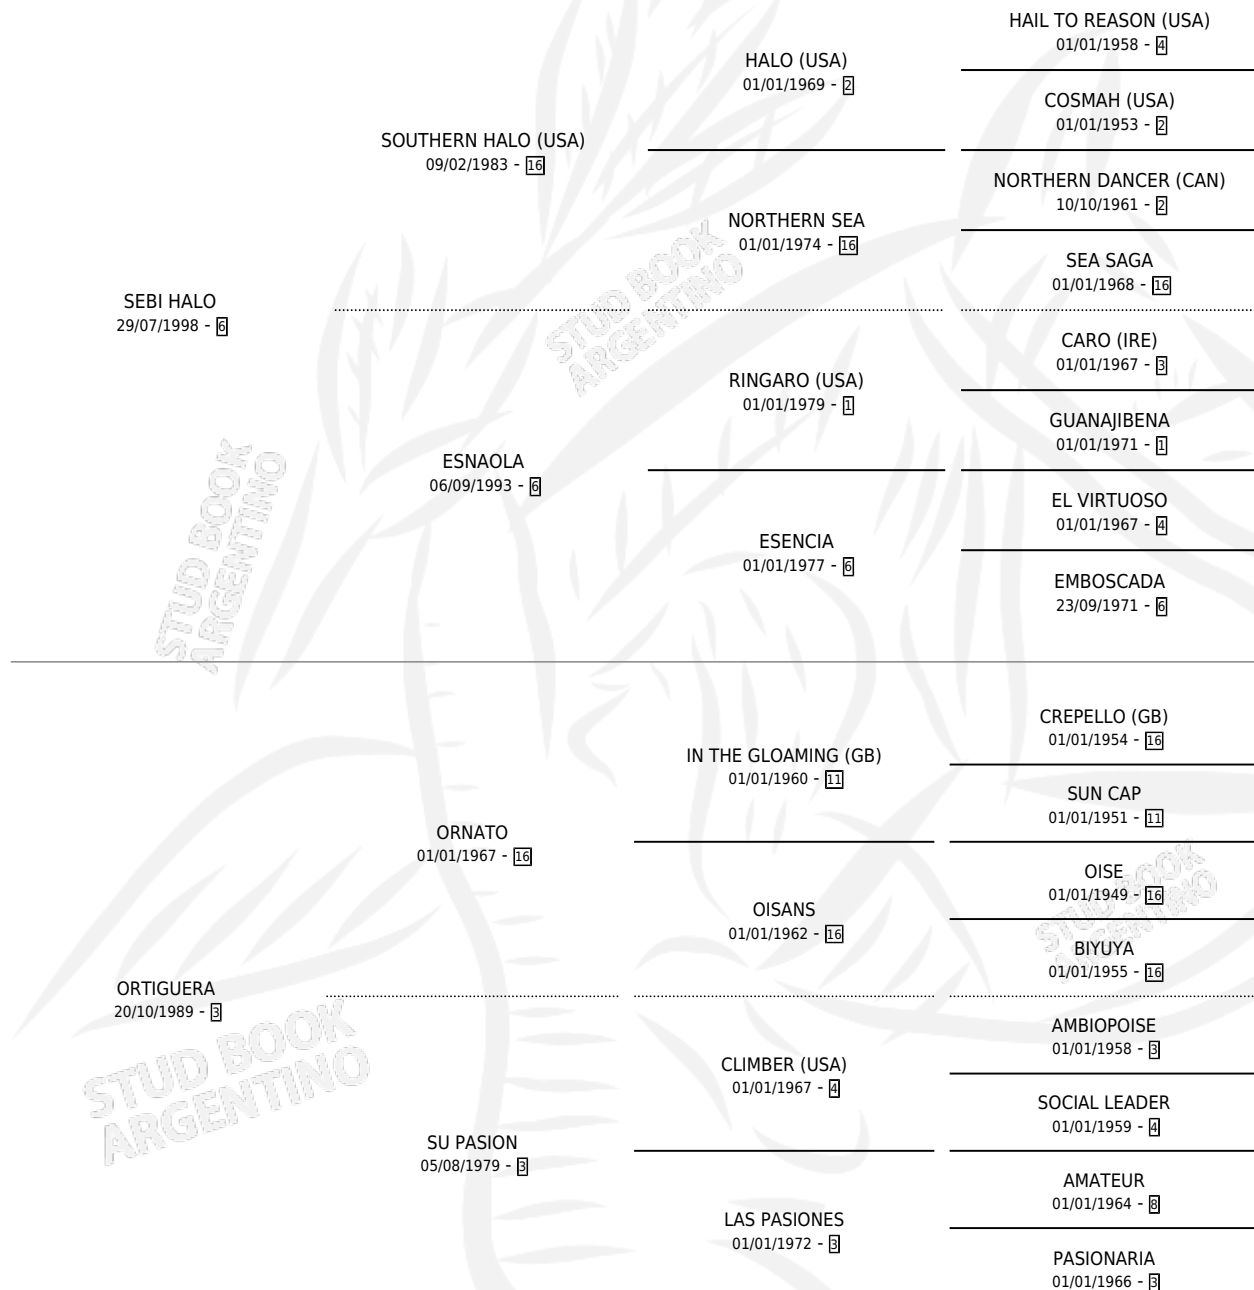 HAIL TO REASON (USA)
01/01/1958 - 4
HALO (USA)
01/01/1969 - 2
COSMAH (USA)
01/01/1953 - 2
SOUTHERN HALO (USA)
09/02/1983 - 16
NORTHERN DANCER (CAN)
10/10/1961 - 2
NORTHERN SEA
01/01/1974 - 16
SEA SAGA
01/01/1968 - 16
SEBI HALO
29/07/1998 - 6
CARO (IRE)
01/01/1967 - 3
RINGARO (USA)
01/01/1979 - 1
GUANAJIBENA
01/01/1971 - 1
ESNAOLA
06/09/1993 - 6
EL VIRTUOSO
01/01/1967 - 4
ESENCIA
01/01/1977 - 6
EMBOSCADA
23/09/1971 - 6
STUD BOOK
ARGENTINO
STUD BOOK
ARGENTINO
CREPELLO (GB)
01/01/1954 - 16
IN THE GLOAMING (GB)
01/01/1960 - 11
SUN CAP
01/01/1951 - 11
ORNATO
01/01/1967 - 16
OISE
01/01/1949 - 16
OISANS
01/01/1962 - 16
BIYUYA
01/01/1955 - 16
STUD BOOK
ARGENTINO
ORTIGUERA
20/10/1989 - 3
AMBIOPOISE
01/01/1958 - 3
CLIMBER (USA)
01/01/1967 - 4
SOCIAL LEADER
01/01/1959 - 4
STUD BOOK
ARGENTINO
SU PASION
05/08/1979 - 3
AMATEUR
01/01/1964 - 8
LAS PASIONES
01/01/1972 - 3
PASIONARIA
01/01/1966 - 3